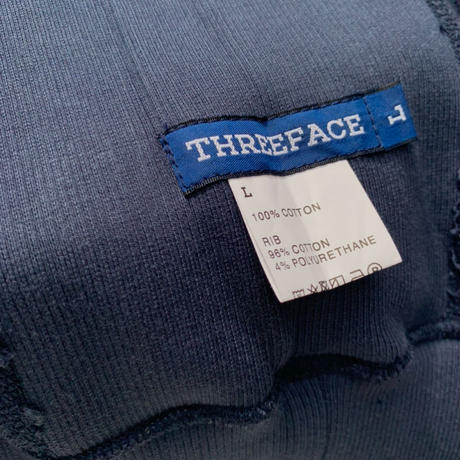 THREEFACE
L
L
100% COTTON
RIB
96% COTTON
4% POLYURETHANE